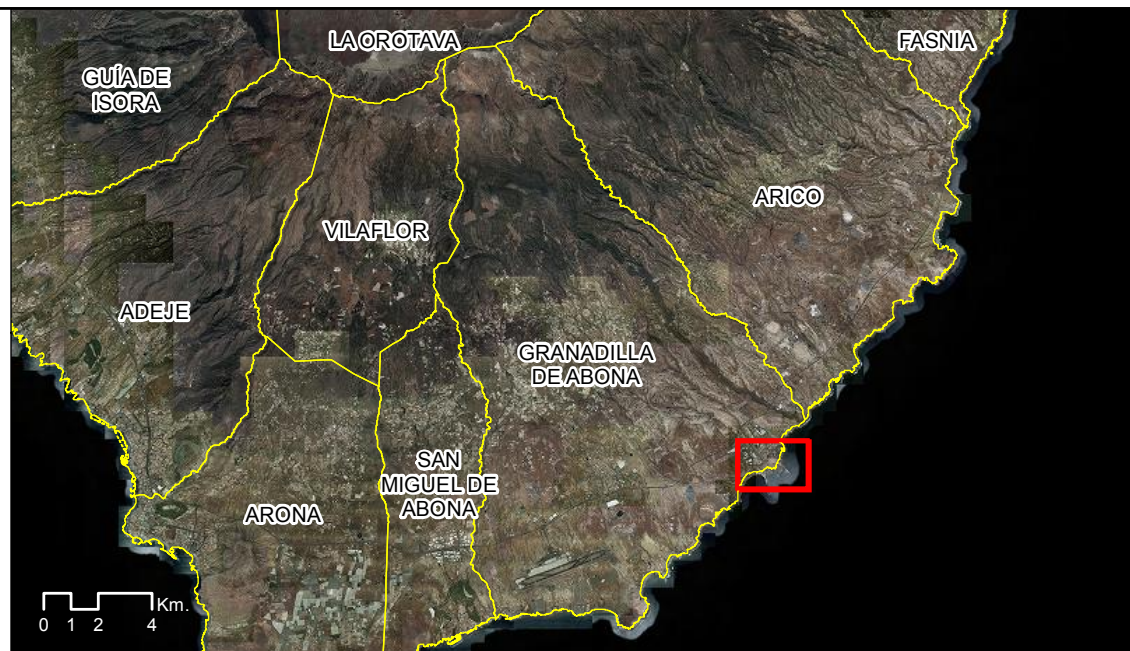 LA OROTAVA
FASNIA
GUÍA DE
ISORA
ARICO
VILAFLOR
ADEJE
GRANADILLA
DE ABONA
SAN
MIGUEL DE
ABONA
ARONA
Km.
0 1 2 4